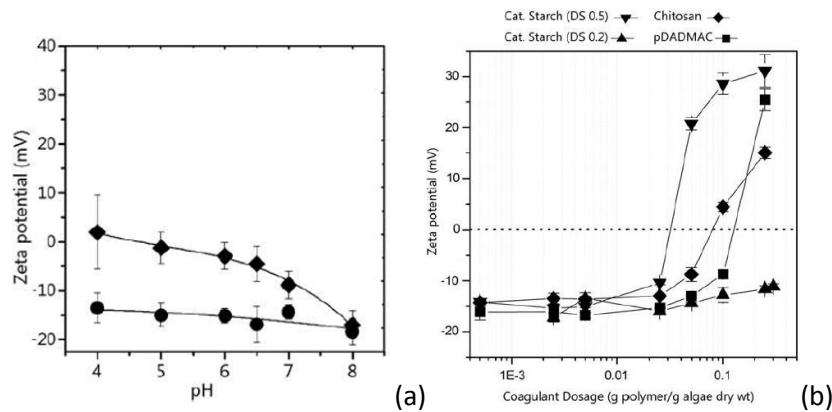 Cat. Starch (DS 0.5) Chitosan
Cat. Starch (DS 0.2) pDADMAC
40
30
20
10
0
-10
-20
Zeta potential (mV)
4 5 6 7 8
pH
(a)
30
20
10
0
-10
-20
Zeta potential (mV)
1E-3 0.01 0.1
Coagulant Dosage (g polymer/g algae dry wt)
(b)